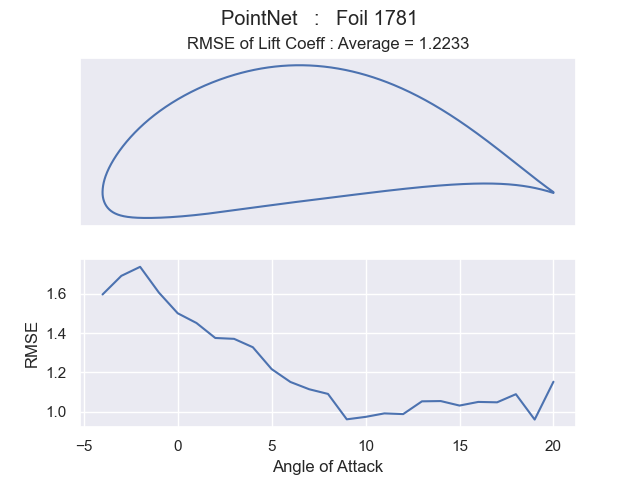 PointNet   :   Foil 1781
RMSE of Lift Coeff : Average = 1.2233
1.6
1.4
1.2
1.0
RMSE
−5 0 5 10 15 20
Angle of Attack